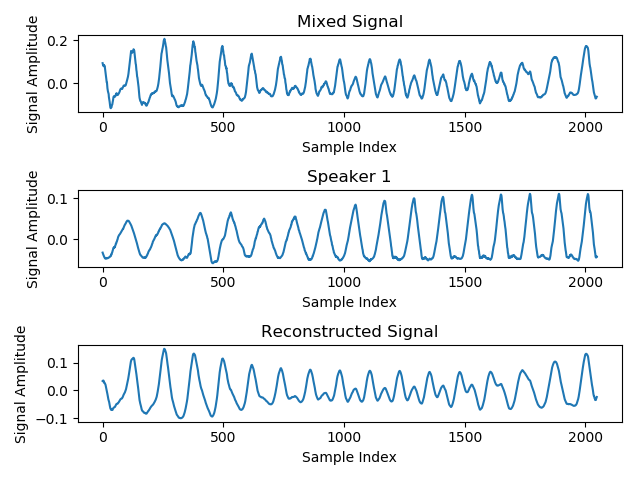 Mixed Signal
Signal Amplitude
0.2
0.0
0 500 1000 1500 2000
Sample Index
Speaker 1
Signal Amplitude
0.1
0.0
0 500 1000 1500 2000
Sample Index
Reconstructed Signal
Signal Amplitude
0.1
0.0
−0.1
0 500 1000 1500 2000
Sample Index